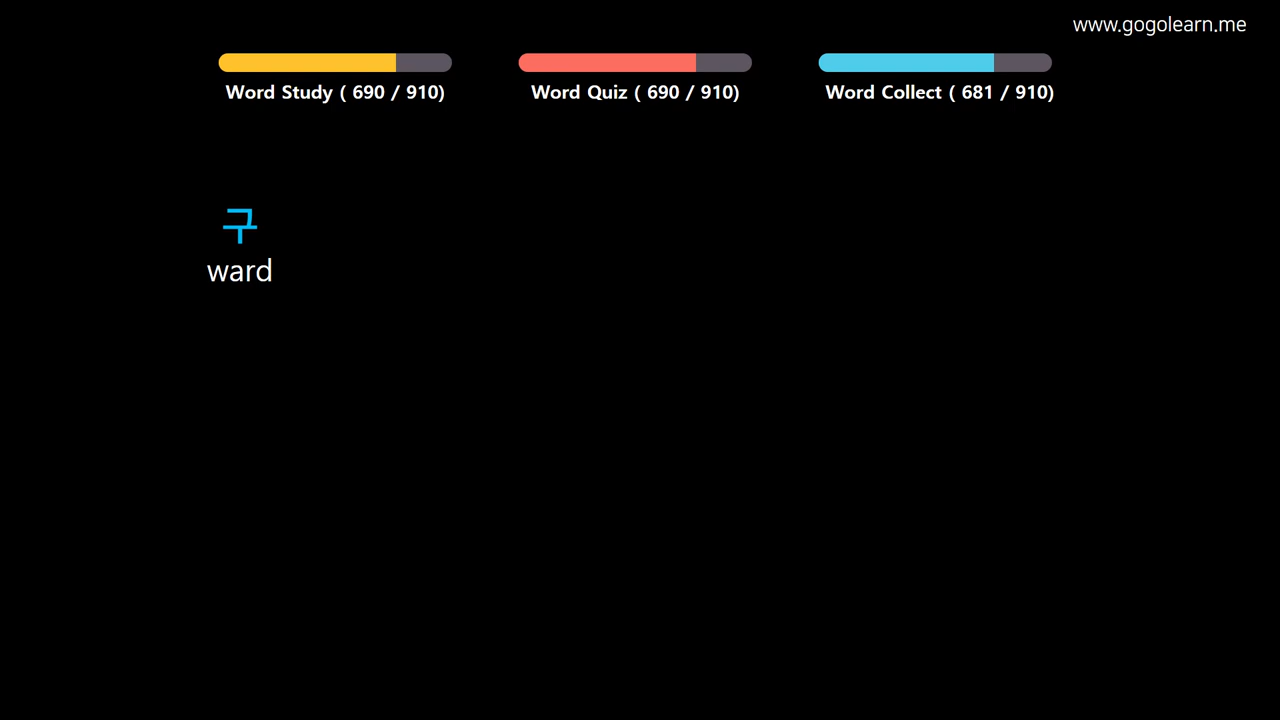 www.gogolearn.me
Word Study ( 690 / 910)
Word Quiz ( 690 / 910)
Word Collect ( 681 / 910)
구
ward